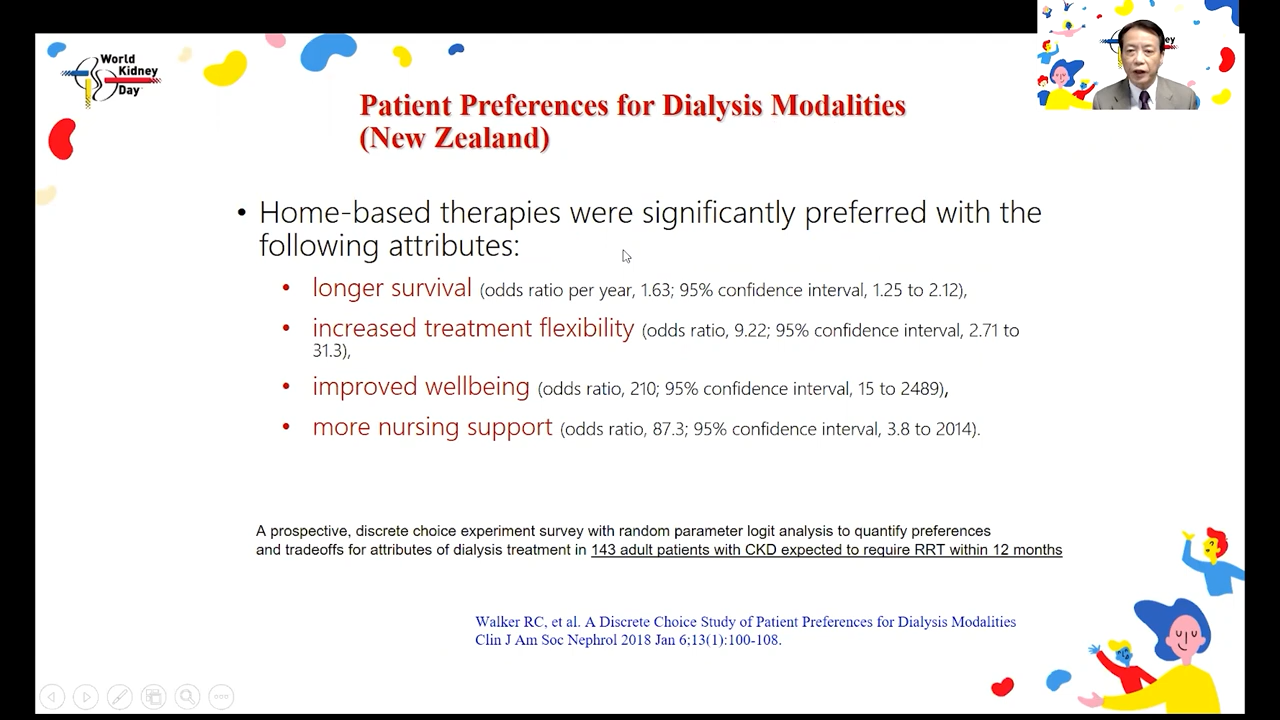 World
Kidney
Day
Patient Preferences for Dialysis Modalities
(New Zealand)
• Home-based therapies were significantly preferred with the
following attributes:
• longer survival (odds ratio per year, 1.63; 95% confidence interval, 1.25 to 2.12),
• increased treatment flexibility (odds ratio, 9.22; 95% confidence interval, 2.71 to
31.3),
• improved wellbeing (odds ratio, 210; 95% confidence interval, 15 to 2489),
• more nursing support (odds ratio, 87.3; 95% confidence interval, 3.8 to 2014).
A prospective, discrete choice experiment survey with random parameter logit analysis to quantify preferences
and tradeoffs for attributes of dialysis treatment in 143 adult patients with CKD expected to require RRT within 12 months
Walker RC, et al. A Discrete Choice Study of Patient Preferences for Dialysis Modalities
Clin J Am Soc Nephrol 2018 Jan 6;13(1):100-108.